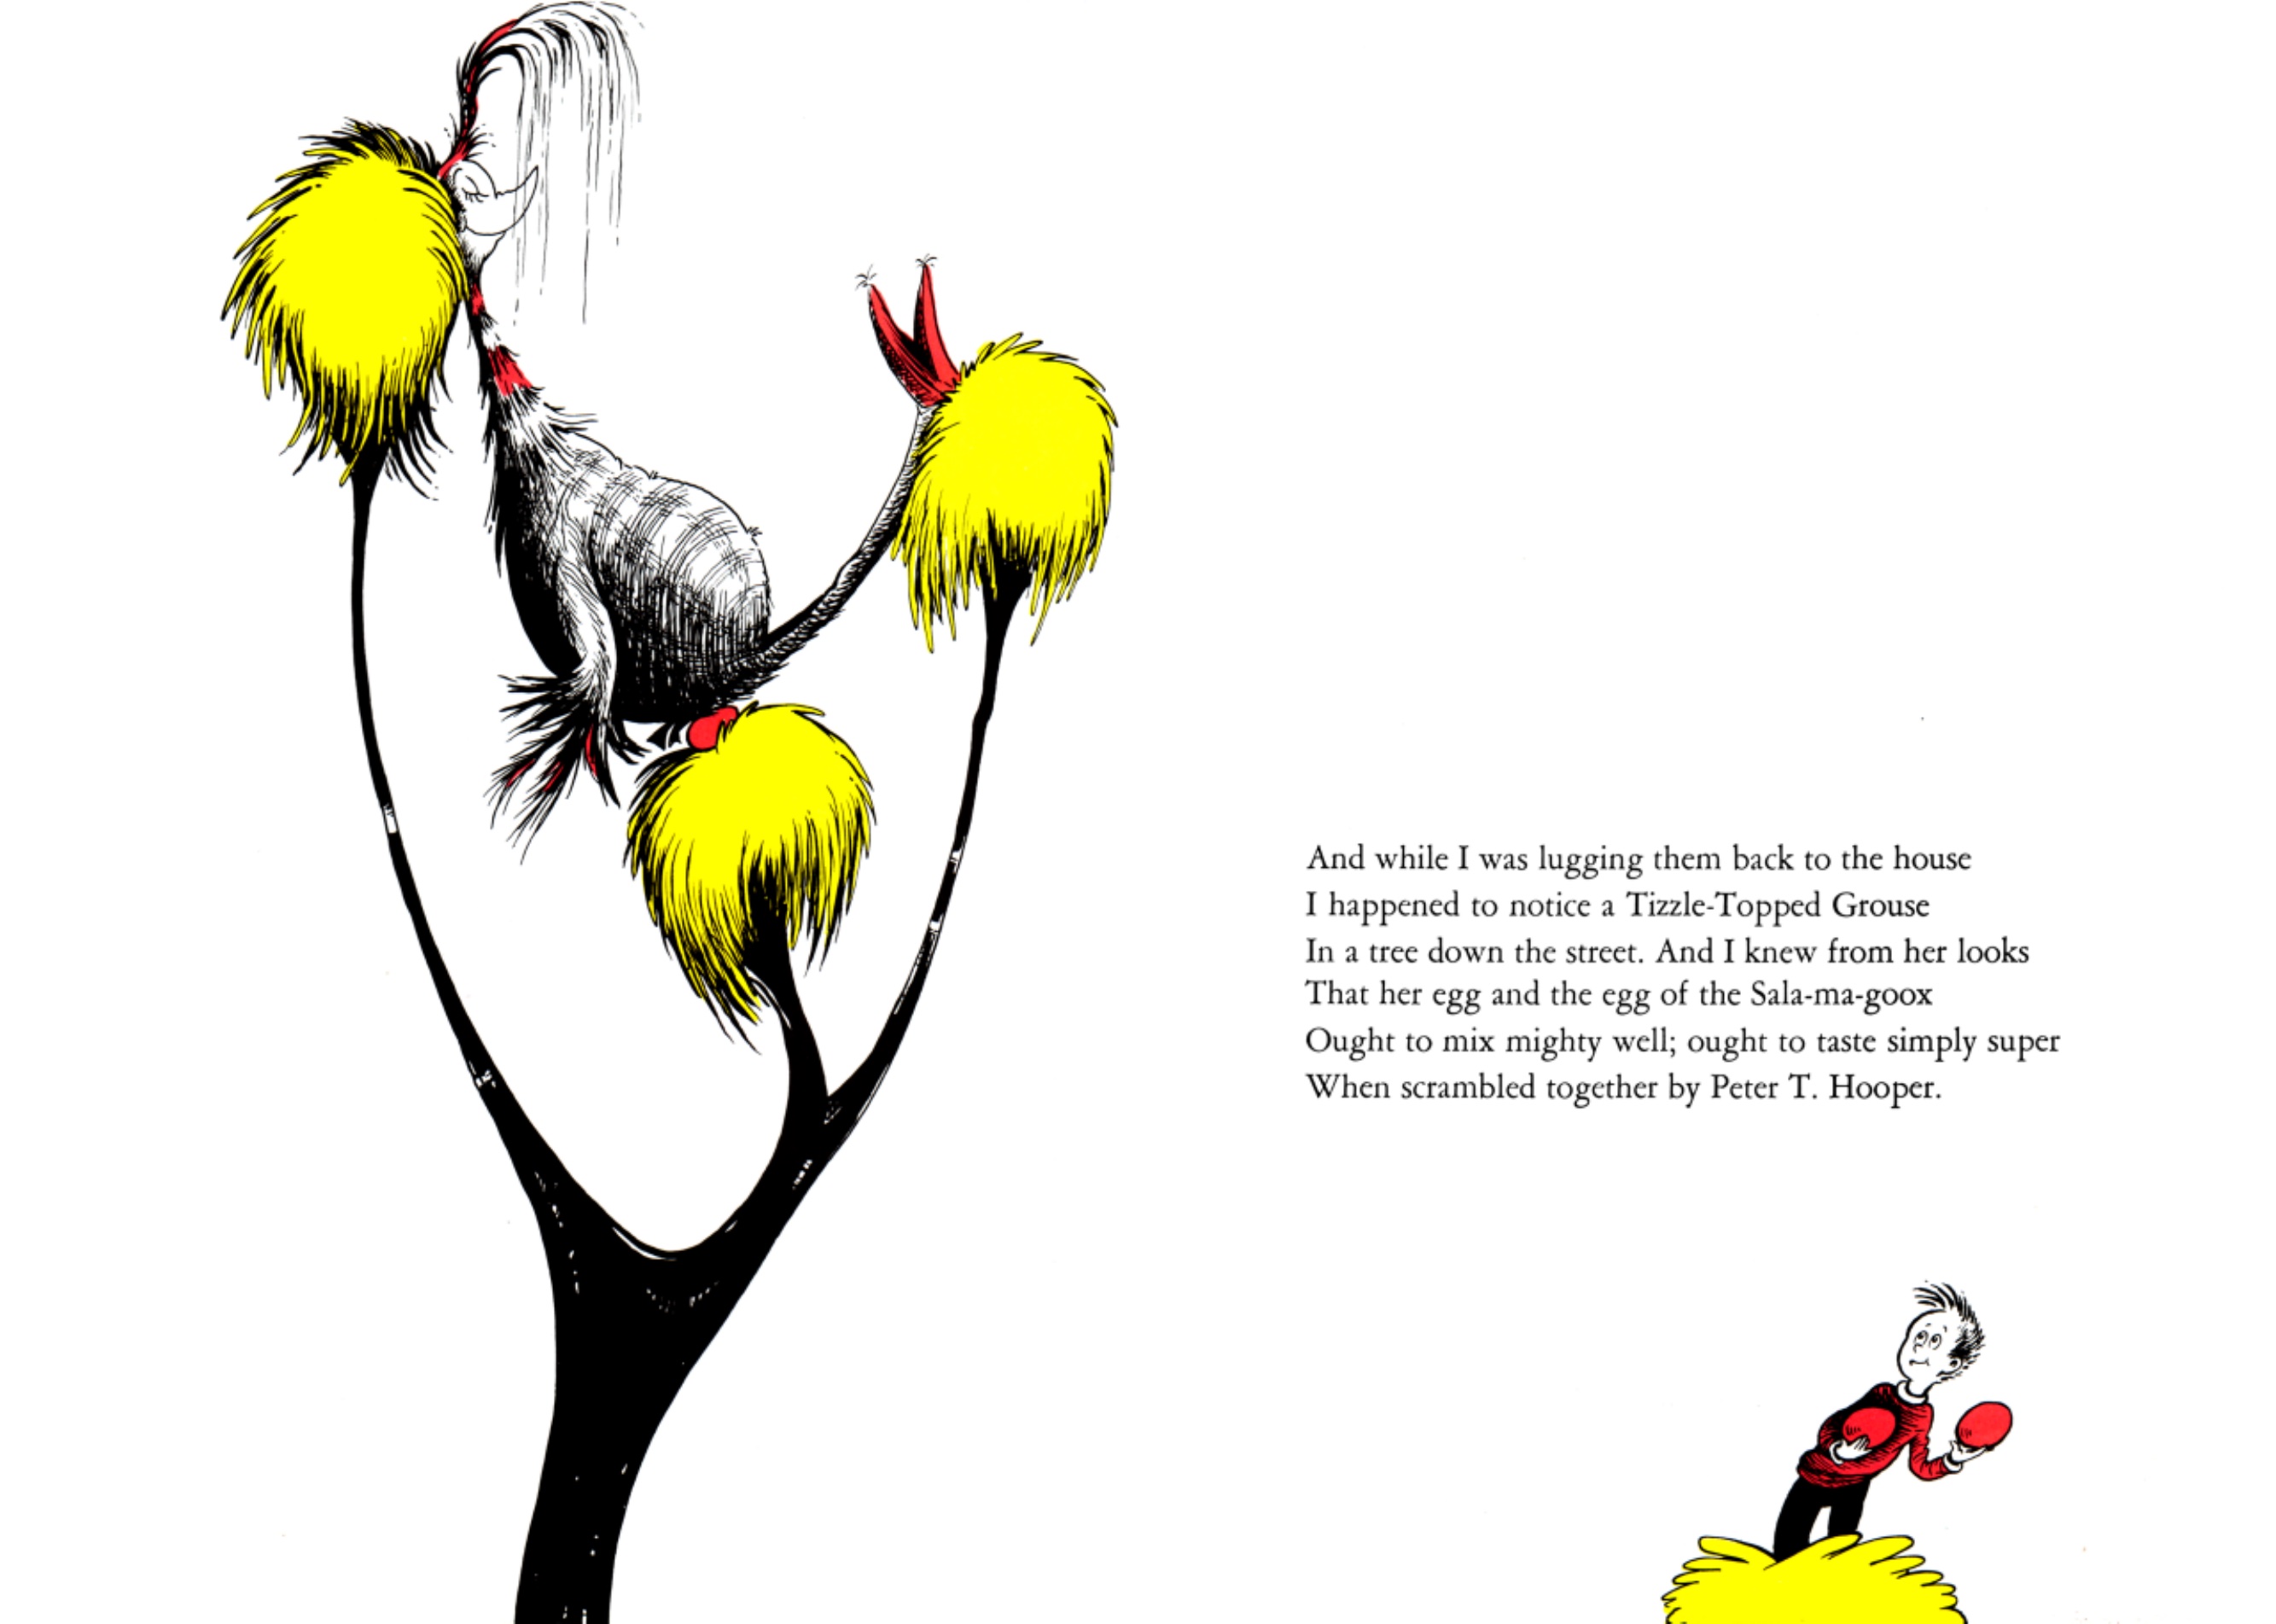 And while I was lugging them back to the house
I happened to notice a Tizzle-Topped Grouse
In a tree down the street. And I knew from her looks
That her egg and the egg of the Sala-ma-goox
Ought to mix mighty well; ought to taste simply super
When scrambled together by Peter T. Hooper.